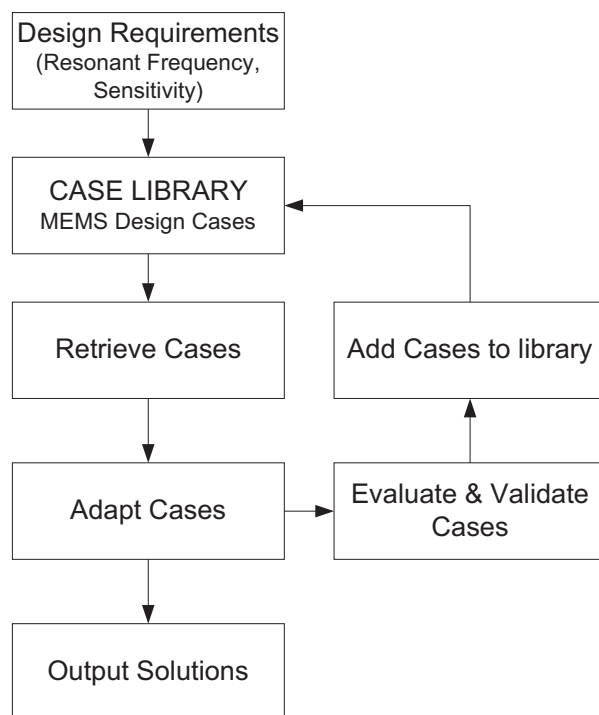 Design Requirements
(Resonant Frequency,
Sensitivity)
CASE LIBRARY
MEMS Design Cases
Retrieve Cases
Add Cases to library
Adapt Cases
Evaluate & Validate
Cases
Output Solutions